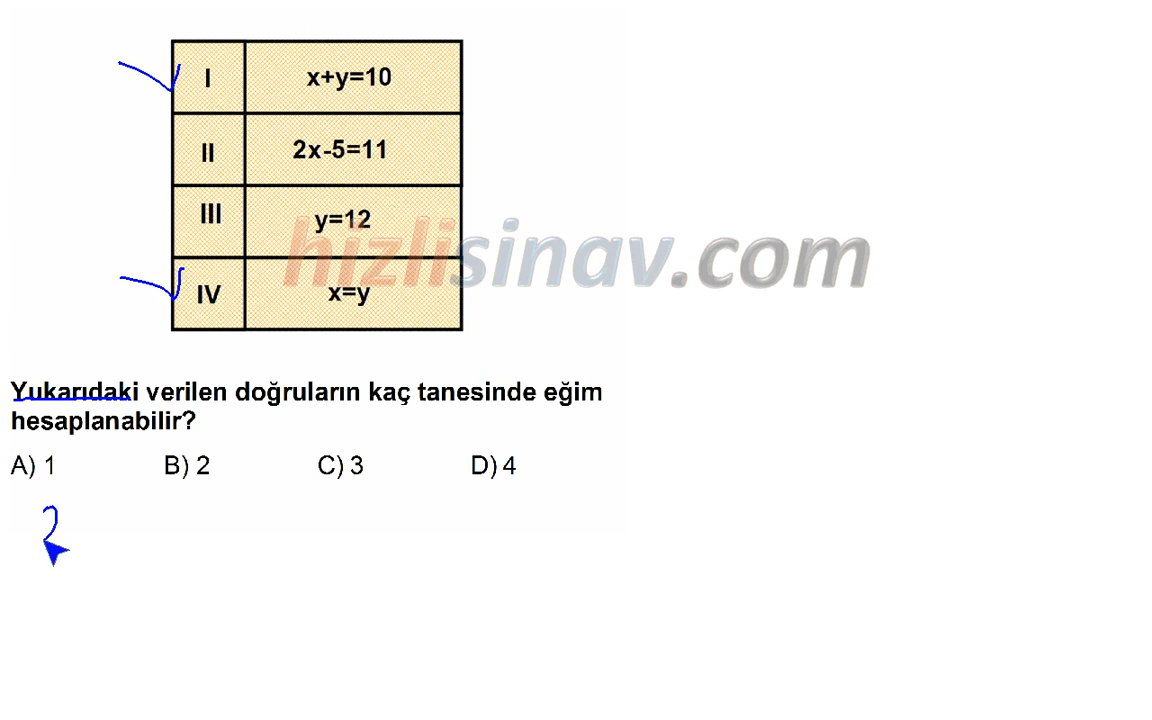 I x+y=10
II 2x-5=11
III y=12
IV x=y
hizlisinav.com
Yukarıdaki verilen doğruların kaç tanesinde eğim
hesaplanabilir?
A) 1 B) 2 C) 3 D) 4
2